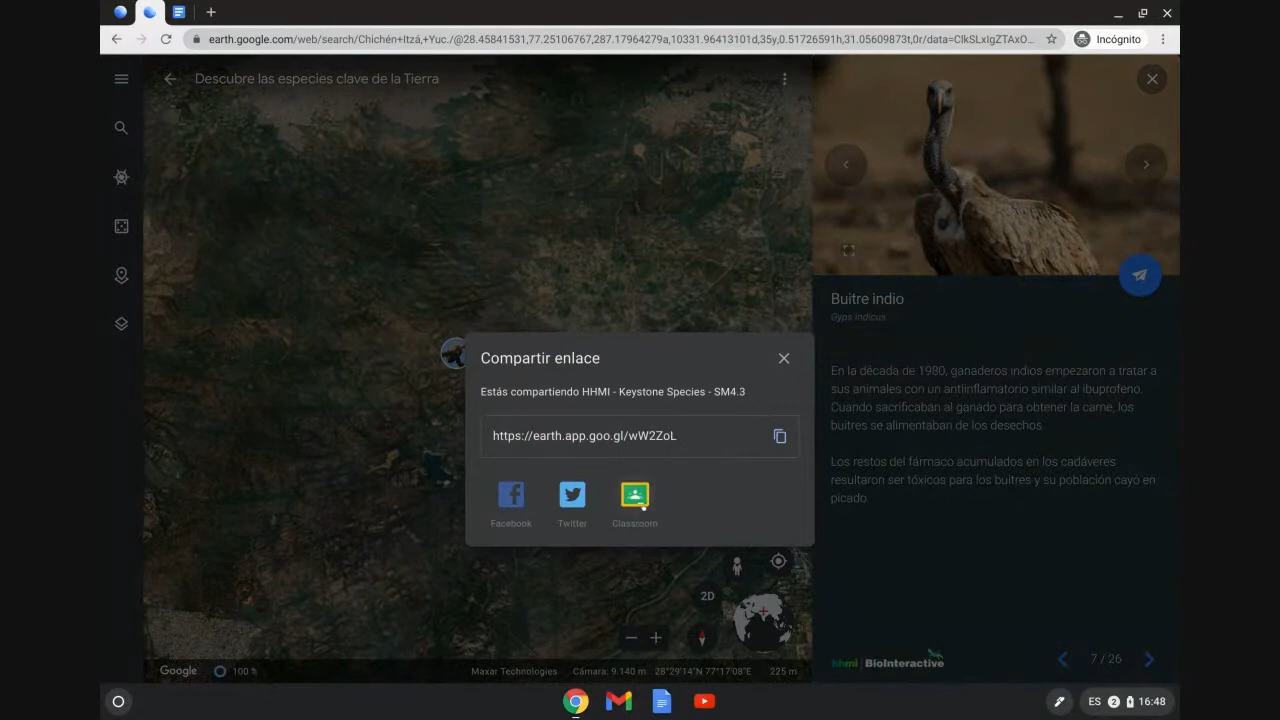 earth.google.com/web/search/Chichén+Itzá,+Yuc./@28.45841531,77.25106767,287.17964279a,10331.96413101d,35y,0.51726591h,31.05609873t,0r/data=ClkSLxIgZTAxO...
Incógnito
Descubre las especies clave de la Tierra
Buitre indio
Gyps indicus
En la década de 1980, ganaderos indios empezaron a tratar a
sus animales con un antiinflamatorio similar al ibuprofeno.
Cuando sacrificaban al ganado para obtener la carne, los
buitres se alimentaban de los desechos.
Los restos del fármaco acumulados en los cadáveres
resultaron ser tóxicos para los buitres y su población cayó en
picado.
Compartir enlace
Estás compartiendo HHMI - Keystone Species - SM4.3
https://earth.app.goo.gl/wW2ZoL
Facebook
Twitter
Classroom
2D
hhmi BioInteractive
7 / 26
Google
100 %
Maxar Technologies
Cámara: 9.140 m
28°29'14"N 77°17'08"E
225 m
ES
2
16:48